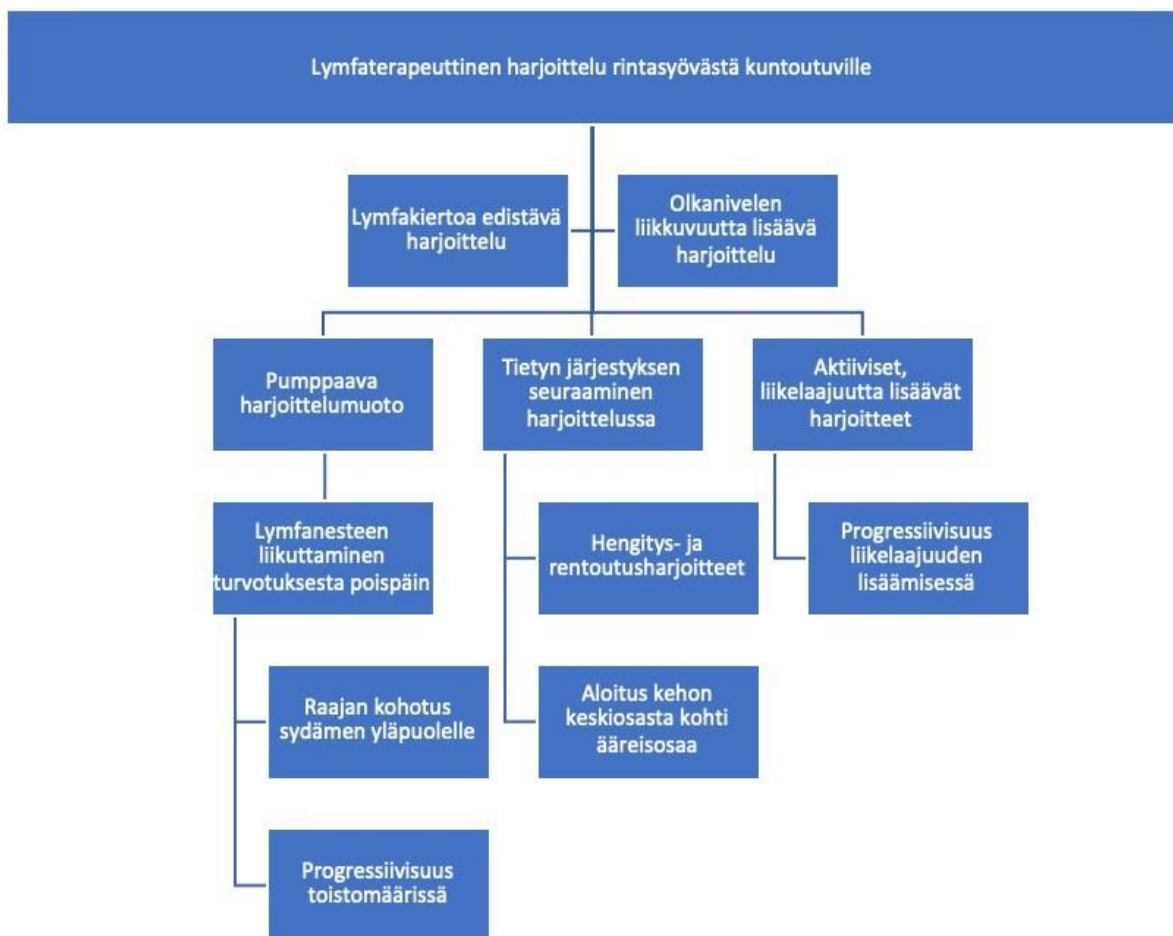 Lymfaterapeuttinen harjoittelu rintasyövästä kuntoutuville
Lymfakiertoa edistävä
harjoittelu
Olkanivelen
liikkuvuutta lisäävä
harjoittelu
Pumppaava
harjoittelumuoto
Tietyn järjestyksen
seuraaminen
harjoittelussa
Aktiiviset,
liikelaajuutta lisäävät
harjoitteet
Lymfanesteen
liikuttaminen
turvotuksesta poispäin
Hengitys- ja
rentoutusharjoitteet
Progressiivisuus
liikelaajuuden
lisäämisessä
Raajan kohotus
sydämen yläpuolelle
Aloitus kehon
keskiosasta kohti
ääreisosaa
Progressiivisuus
toistomäärissä